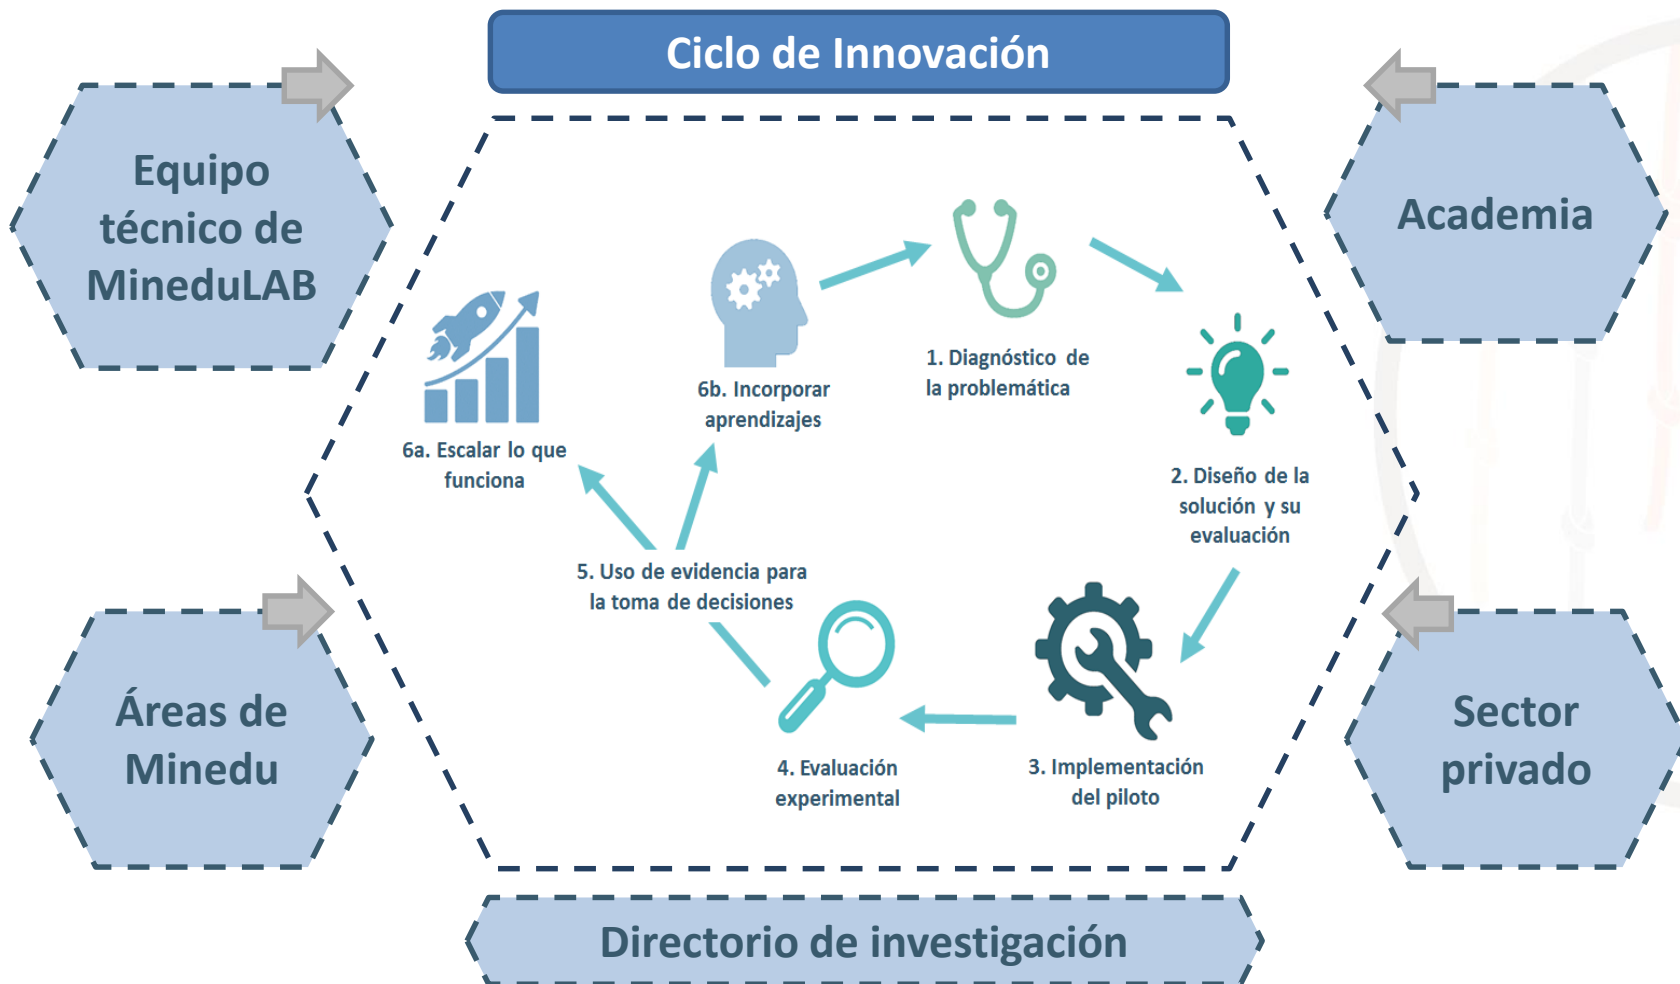 Ciclo de Innovación
Equipo
técnico de
MineduLAB
Academia
1. Diagnóstico de
la problemática
6b. Incorporar
aprendizajes
6a. Escalar lo que
funciona
2. Diseño de la
solución y su
evaluación
5. Uso de evidencia para
la toma de decisiones
Áreas de
Minedu
Sector
privado
4. Evaluación
experimental
3. Implementación
del piloto
Directorio de investigación